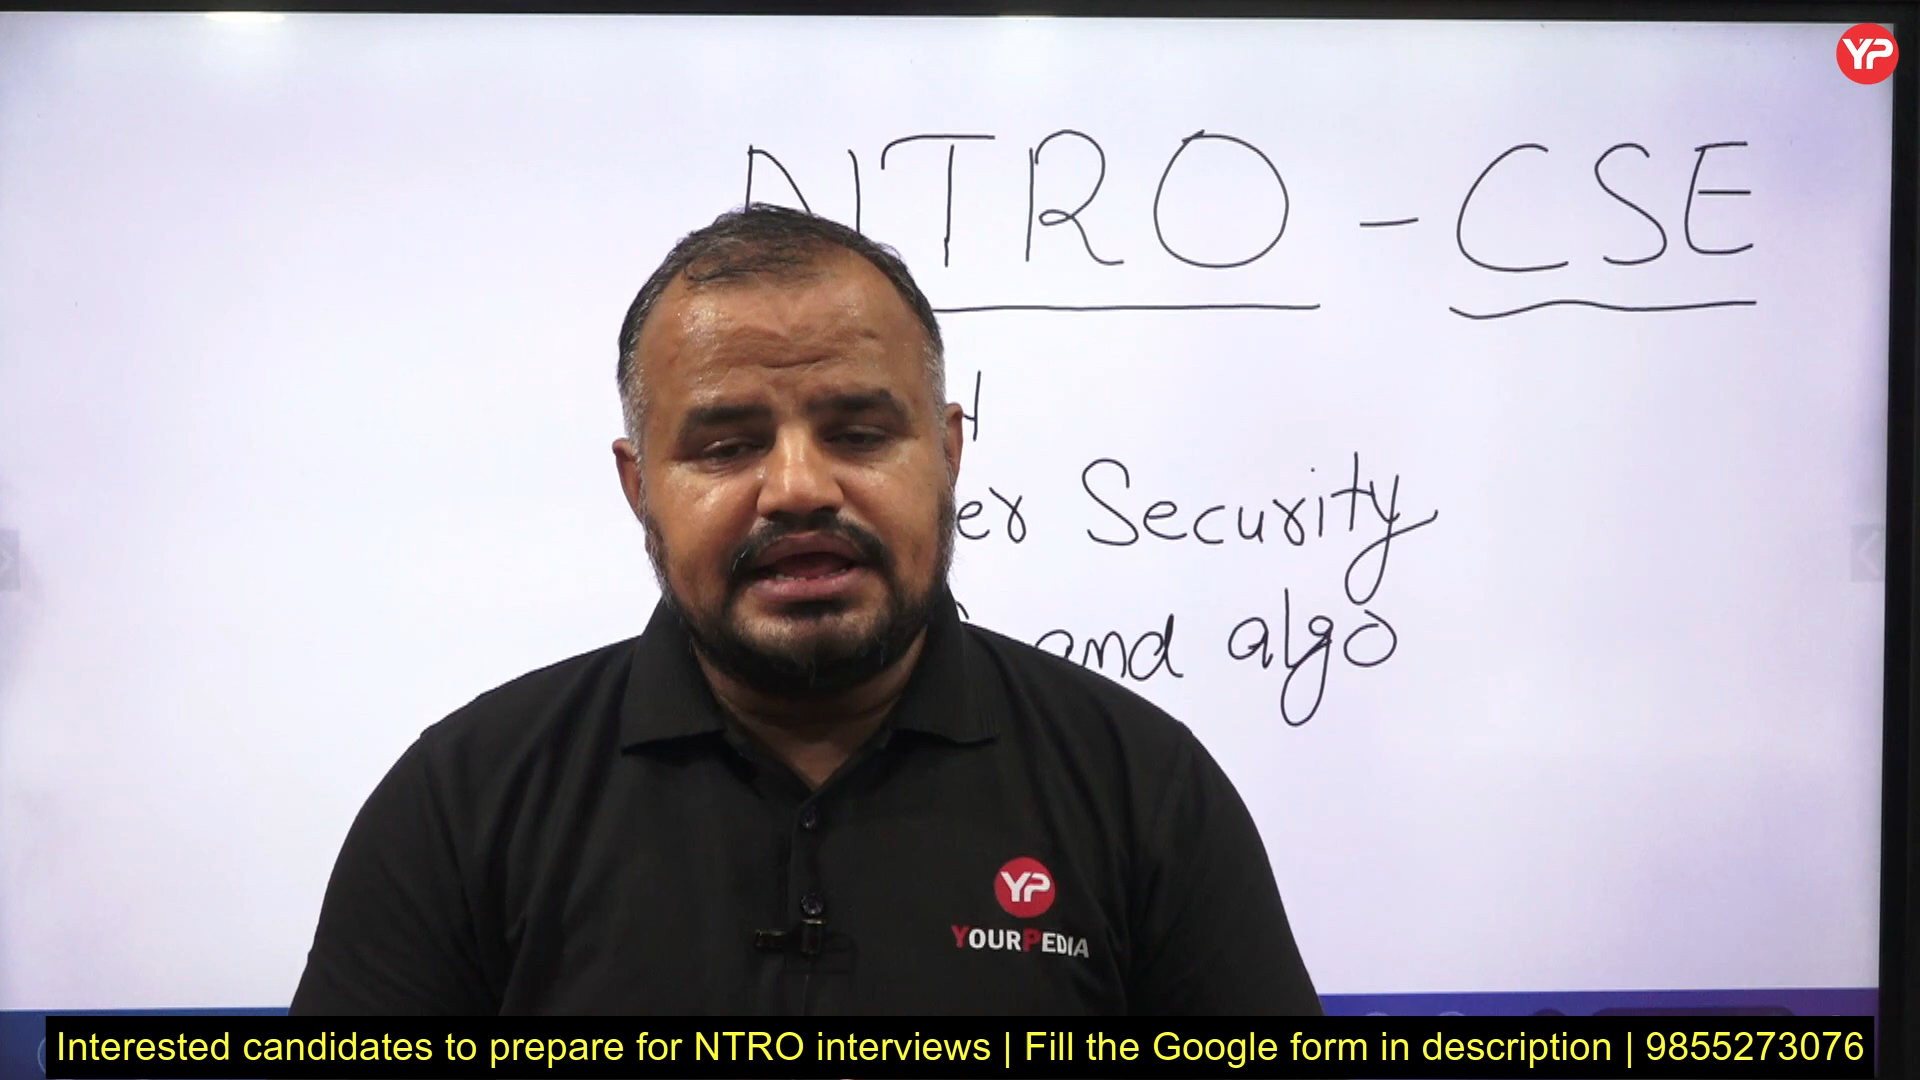 YP
NTRO - CSE
Security
and algo
YP
YOURPEDIA
Interested candidates to prepare for NTRO interviews | Fill the Google form in description | 9855273076